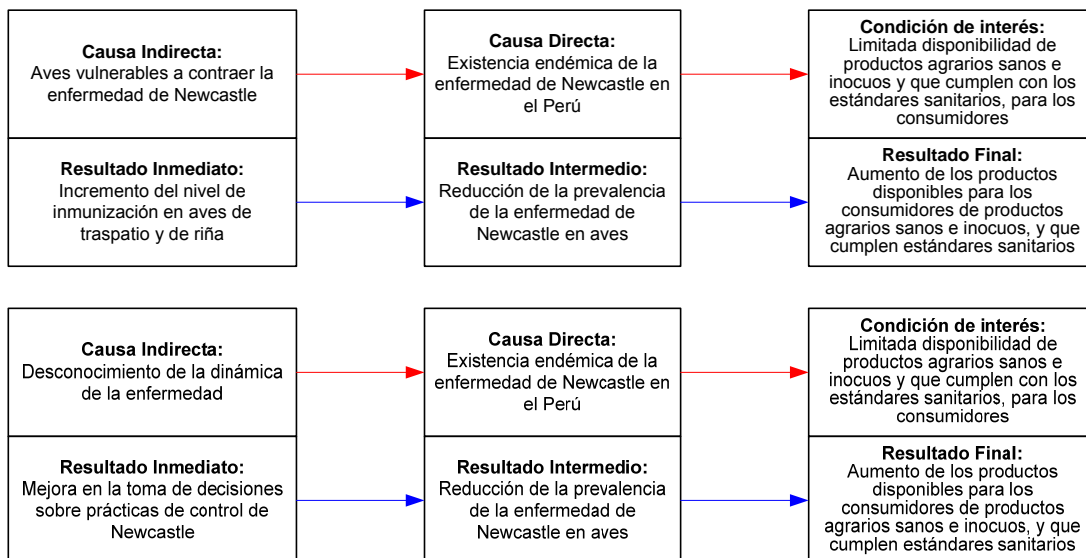 Causa Indirecta:
Aves vulnerables a contraer la
enfermedad de Newcastle
Causa Directa:
Existencia endémica de la
enfermedad de Newcastle en
el Perú
Condición de interés:
Limitada disponibilidad de
productos agrarios sanos e
inocuos y que cumplen con los
estándares sanitarios, para los
consumidores
Resultado Inmediato:
Incremento del nivel de
inmunización en aves de
traspatio y de riña
Resultado Intermedio:
Reducción de la prevalencia
de la enfermedad de
Newcastle en aves
Resultado Final:
Aumento de los productos
disponibles para los
consumidores de productos
agrarios sanos e inocuos, y que
cumplen estándares sanitarios
Causa Indirecta:
Desconocimiento de la dinámica
de la enfermedad
Causa Directa:
Existencia endémica de la
enfermedad de Newcastle en
el Perú
Condición de interés:
Limitada disponibilidad de
productos agrarios sanos e
inocuos y que cumplen con los
estándares sanitarios, para los
consumidores
Resultado Inmediato:
Mejora en la toma de decisiones
sobre prácticas de control de
Newcastle
Resultado Intermedio:
Reducción de la prevalencia
de la enfermedad de
Newcastle en aves
Resultado Final:
Aumento de los productos
disponibles para los
consumidores de productos
agrarios sanos e inocuos, y que
cumplen estándares sanitarios